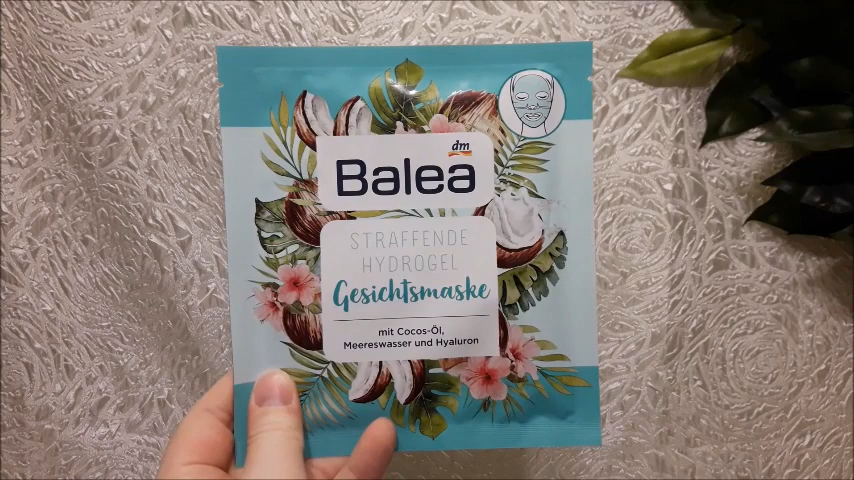 dm
Balea
STRAFFENDE
HYDROGEL
Gesichtsmaske
mit Cocos-Öl,
Meereswasser und Hyaluron